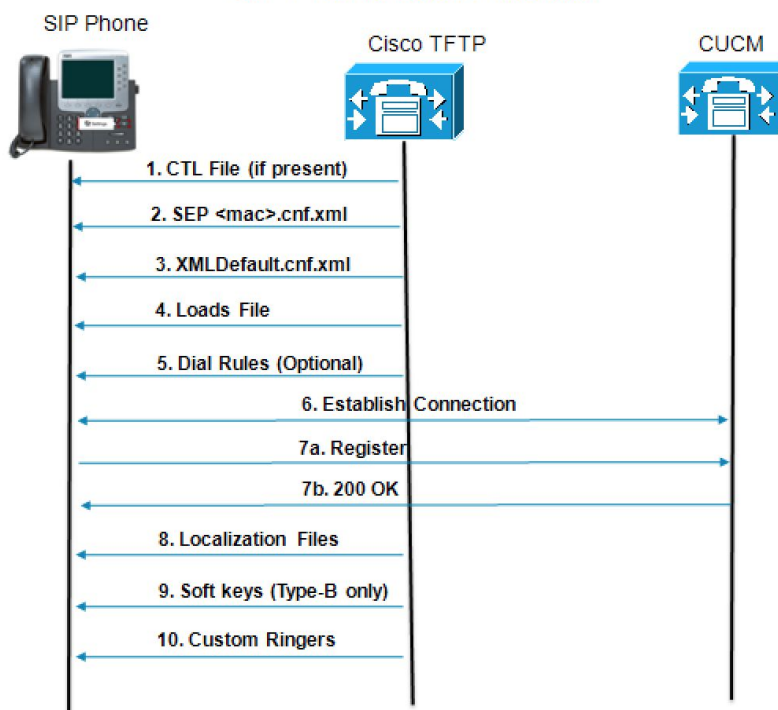 SIP Phone
Cisco TFTP
CUCM
1. CTL File (if present)
2. SEP <mac>.cnf.xml
3. XMLDefault.cnf.xml
4. Loads File
5. Dial Rules (Optional)
6. Establish Connection
7a. Register
7b. 200 OK
8. Localization Files
9. Soft keys (Type-B only)
10. Custom Ringers